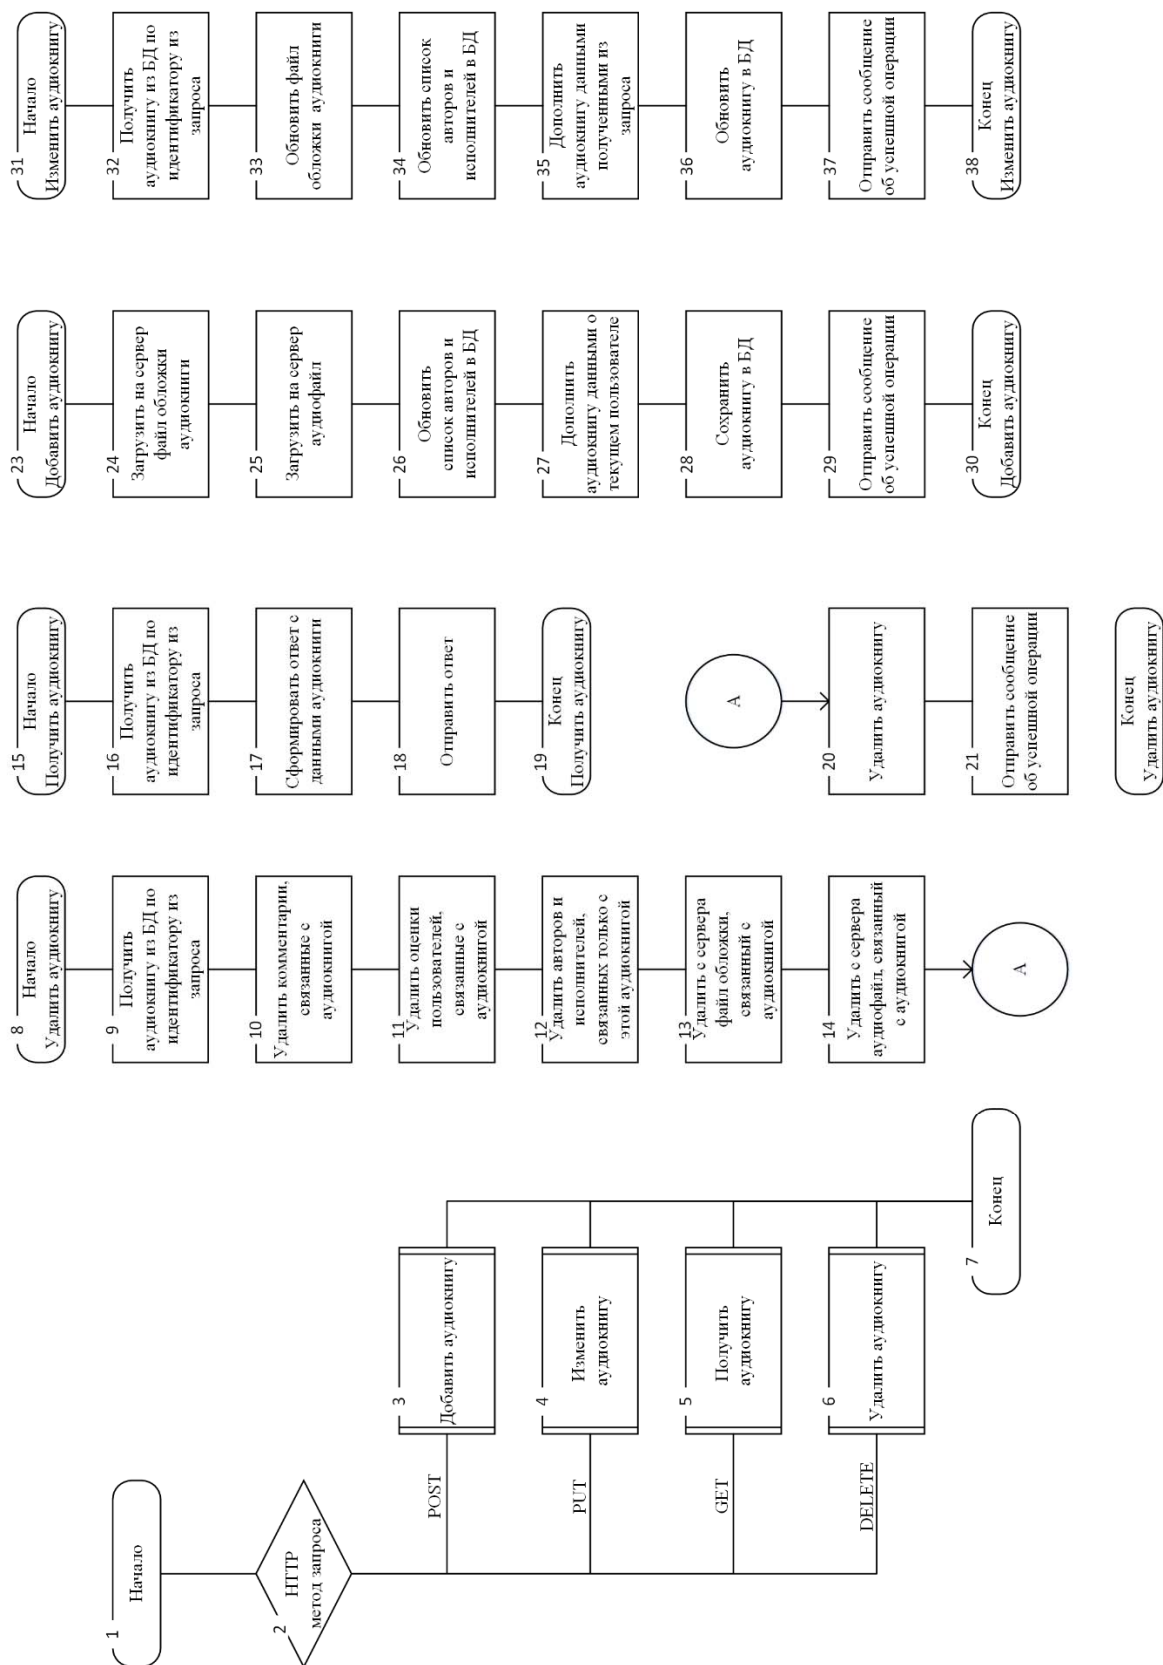 1
Начало
2
HTTP
метод запроса
POST
3
Добавить аудиокнигу
PUT
4
Изменить
аудиокнигу
GET
5
Получить
аудиокнигу
DELETE
6
Удалить аудиокнигу
7
Конец
8
Начало
Удалить аудиокнигу
9
Получить
аудиокнигу из БД по
идентификатору из
запроса
10
Удалить комментарии,
связанные с
аудиокнигой
11
Удалить оценки
пользователей,
связанные с
аудиокнигой
12
Удалить авторов и
исполнителей,
связанных только с
этой аудиокнигой
13
Удалить с сервера
файл обложки,
связанный с
аудиокнигой
14
Удалить с сервера
аудиофайл, связанный
с аудиокнигой
А
15
Начало
Получить аудиокнигу
16
Получить
аудиокнигу из БД по
идентификатору из
запроса
17
Сформировать ответ с
данными аудиокниги
18
Отправить ответ
19
Конец
Получить аудиокнигу
А
20
Удалить аудиокнигу
21
Отправить сообщение
об успешной операции
Конец
Удалить аудиокнигу
23
Начало
Добавить аудиокнигу
24
Загрузить на сервер
файл обложки
аудиокниги
25
Загрузить на сервер
аудиофайл
26
Обновить
список авторов и
исполнителей в БД
27
Дополнить
аудиокнигу данными о
текущем пользователе
28
Сохранить
аудиокнигу в БД
29
Отправить сообщение
об успешной операции
30
Конец
Добавить аудиокнигу
31
Начало
Изменить аудиокнигу
32
Получить
аудиокнигу из БД по
идентификатору из
запроса
33
Обновить файл
обложки аудиокниги
34
Обновить список
авторов и
исполнителей в БД
35
Дополнить
аудиокнигу данными
полученными из
запроса
36
Обновить
аудиокнигу в БД
37
Отправить сообщение
об успешной операции
38
Конец
Изменить аудиокнигу